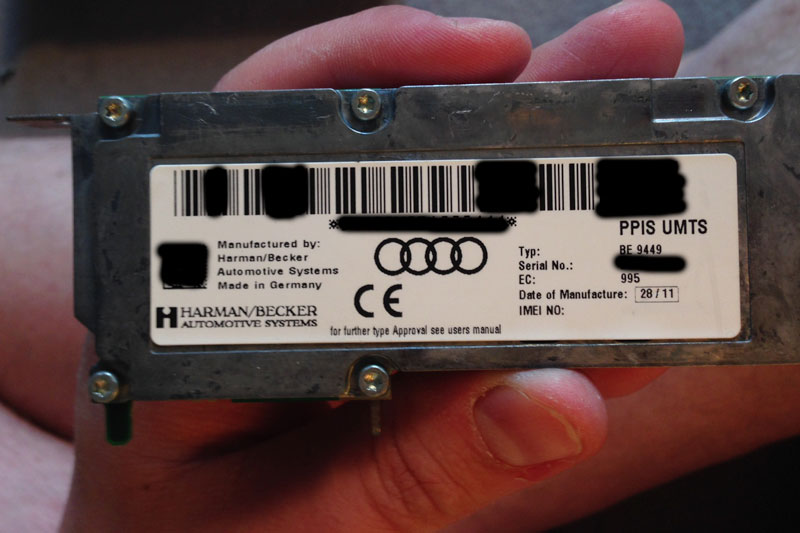 PPIS UMTS
Manufactured by:
Harman/Becker
Automotive Systems
Made in Germany
HARMAN/BECKER
AUTOMOTIVE SYSTEMS
CE
for further type Approval see users manual
Typ: BE 9449
Serial No.:
EC: 995
Date of Manufacture: 28/11
IMEI NO: